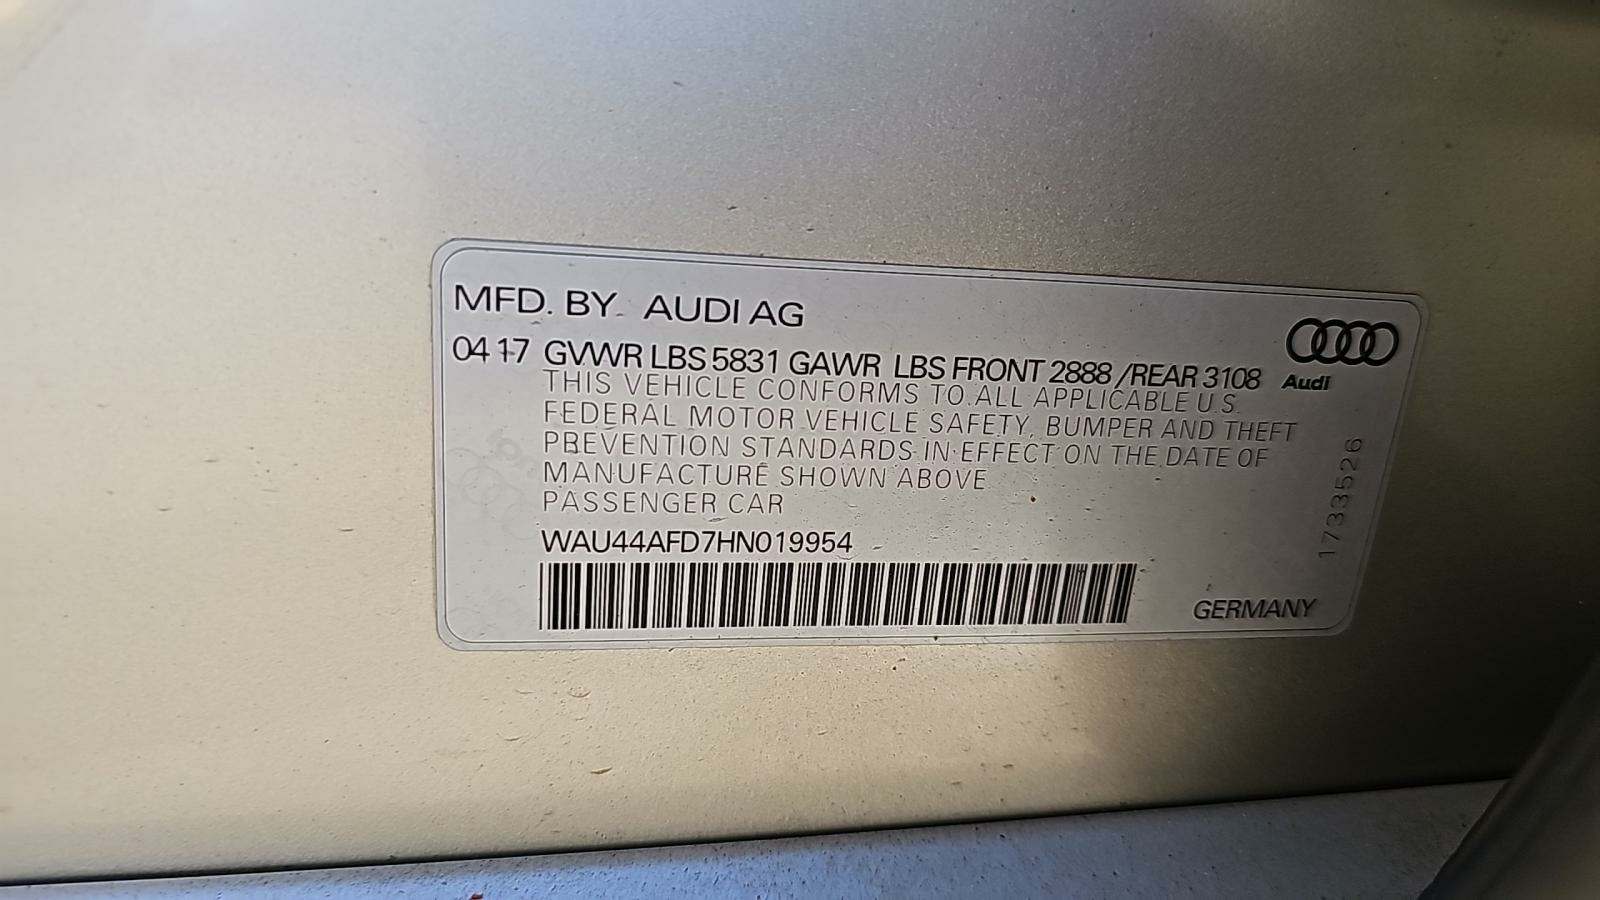 MFD. BY. AUDI AG
04 17 GVWR LBS 5831 GAWR LBS FRONT 2888 /REAR 3108
Audi
THIS VEHICLE CONFORMS TO ALL APPLICABLE U.S.
FEDERAL MOTOR VEHICLE SAFETY, BUMPER AND THEFT
PREVENTION STANDARDS IN EFFECT ON THE DATE OF
MANUFACTURE SHOWN ABOVE
PASSENGER CAR
WAU44AFD7HN019954
GERMANY
1733526